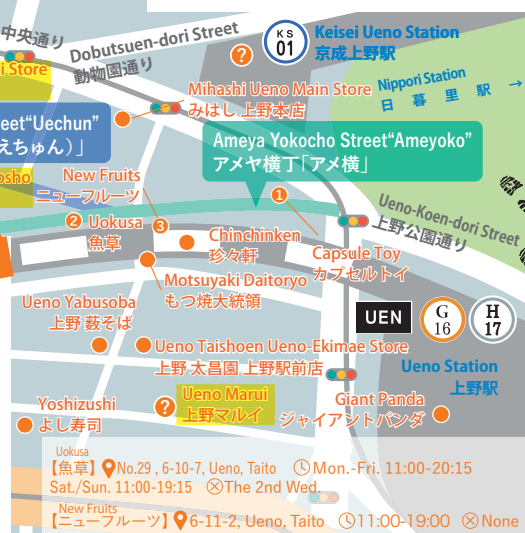 中央通り
Dobutsuen-dori Street
動物園通り
?
KS
01
Keisei Ueno Station
京成上野駅
i Store
Nippori Station →
日暮里駅
Mihashi Ueno Main Store
みはし 上野本店
eet“Uechun”
えちゅん）」
Ameya Yokocho Street“Ameyoko”
アメヤ横丁「アメ横」
osho
New Fruits
ニューフルーツ
1
Ueno-Koen-dori Street
上野公園通り
2 Uokusa
魚草
3
Chinchinken
珍々軒
Capsule Toy
カプセルトイ
Motsuyaki Daitoryo
もつ焼大統領
Ueno Yabusoba
上野 藪そば
UEN
G
16
H
17
Ueno Taishoen Ueno-Ekimae Store
上野 太昌園 上野駅前店
Ueno Station
上野駅
? Ueno Marui
上野マルイ
Giant Panda
ジャイアントパンダ
Yoshizushi
よし寿司
Uokusa
【魚草】 No.29 , 6-10-7, Ueno, Taito Mon.-Fri. 11:00-20:15
Sat./Sun. 11:00-19:15 The 2nd Wed.
New Fruits
【ニューフルーツ】 6-11-2, Ueno, Taito 11:00-19:00 None